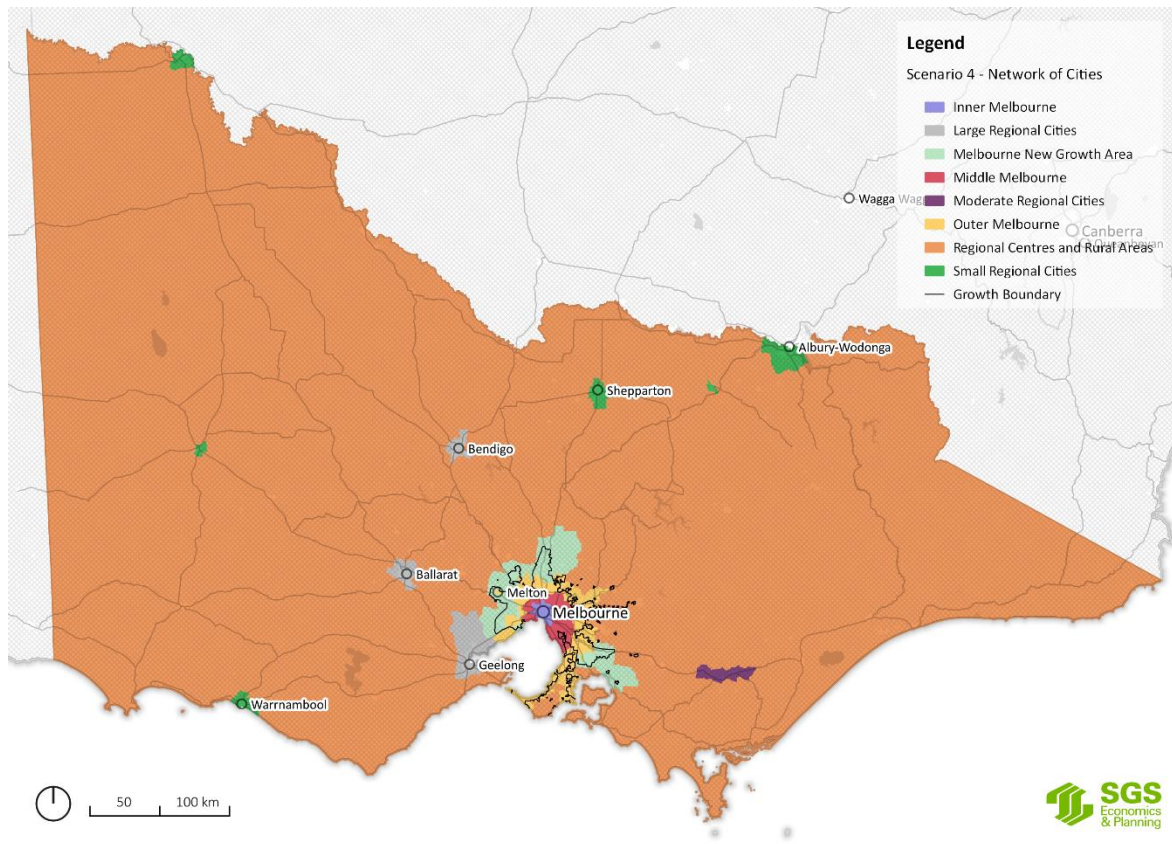 Legend
Scenario 4 - Network of Cities
Inner Melbourne
Large Regional Cities
Melbourne New Growth Area
Middle Melbourne
Moderate Regional Cities
Outer Melbourne
Regional Centres and Rural Areas
Small Regional Cities
Growth Boundary
Wagga Wagga
Canberra
Queanbeyan
Albury-Wodonga
Shepparton
Bendigo
Ballarat
Melton
Melbourne
Geelong
Warrnambool
50 100 km
SGS
Economics
& Planning